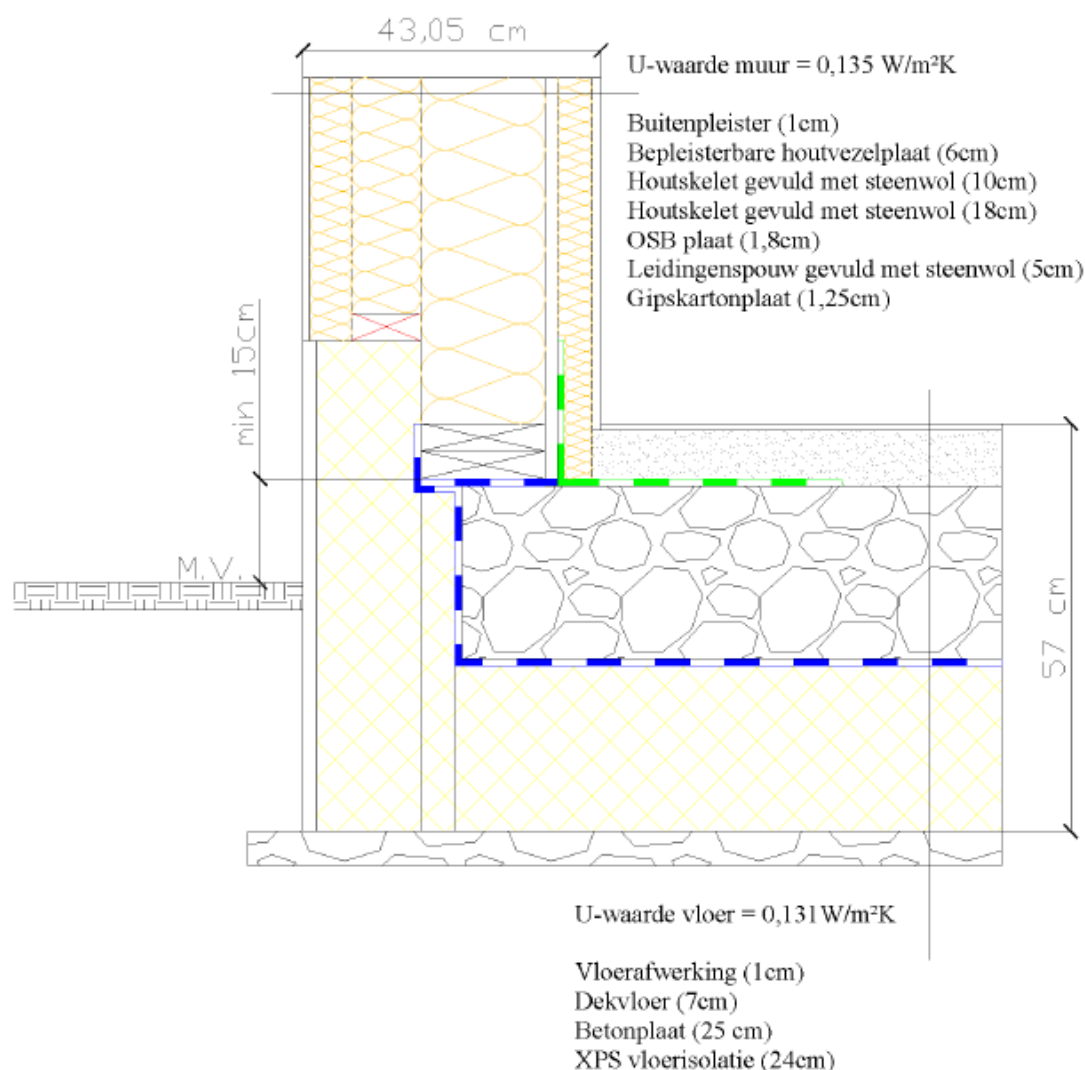 43,05 cm
U-waarde muur = 0,135 W/m²K
Buitenpleister (1cm)
Bepleisterbare houtvezelplaat (6cm)
Houtskelet gevuld met steenwol (10cm)
Houtskelet gevuld met steenwol (18cm)
OSB plaat (1,8cm)
Leidingenspouw gevuld met steenwol (5cm)
Gipskartonplaat (1,25cm)
min 15cm
M.V.
57 cm
U-waarde vloer = 0,131W/m²K
Vloerafwerking (1cm)
Dekvloer (7cm)
Betonplaat (25 cm)
XPS vloerisolatie (24cm)